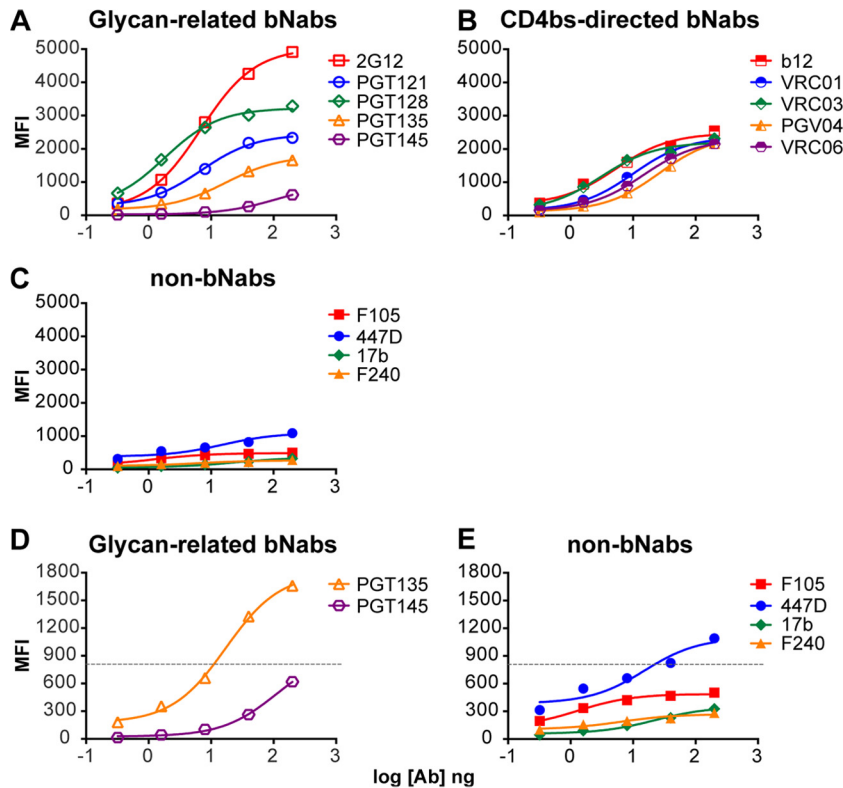 A Glycan-related bNabs
MFI
5000
4000
3000
2000
1000
0
-1 0 1 2 3
2G12
PGT121
PGT128
PGT135
PGT145
B CD4bs-directed bNabs
5000
4000
3000
2000
1000
0
-1 0 1 2 3
b12
VRC01
VRC03
PGV04
VRC06
C non-bNabs
MFI
5000
4000
3000
2000
1000
0
-1 0 1 2 3
F105
447D
17b
F240
D Glycan-related bNabs
MFI
1800
1500
1200
900
600
300
0
-1 0 1 2 3
PGT135
PGT145
E non-bNabs
1800
1500
1200
900
600
300
0
-1 0 1 2 3
F105
447D
17b
F240
log [Ab] ng